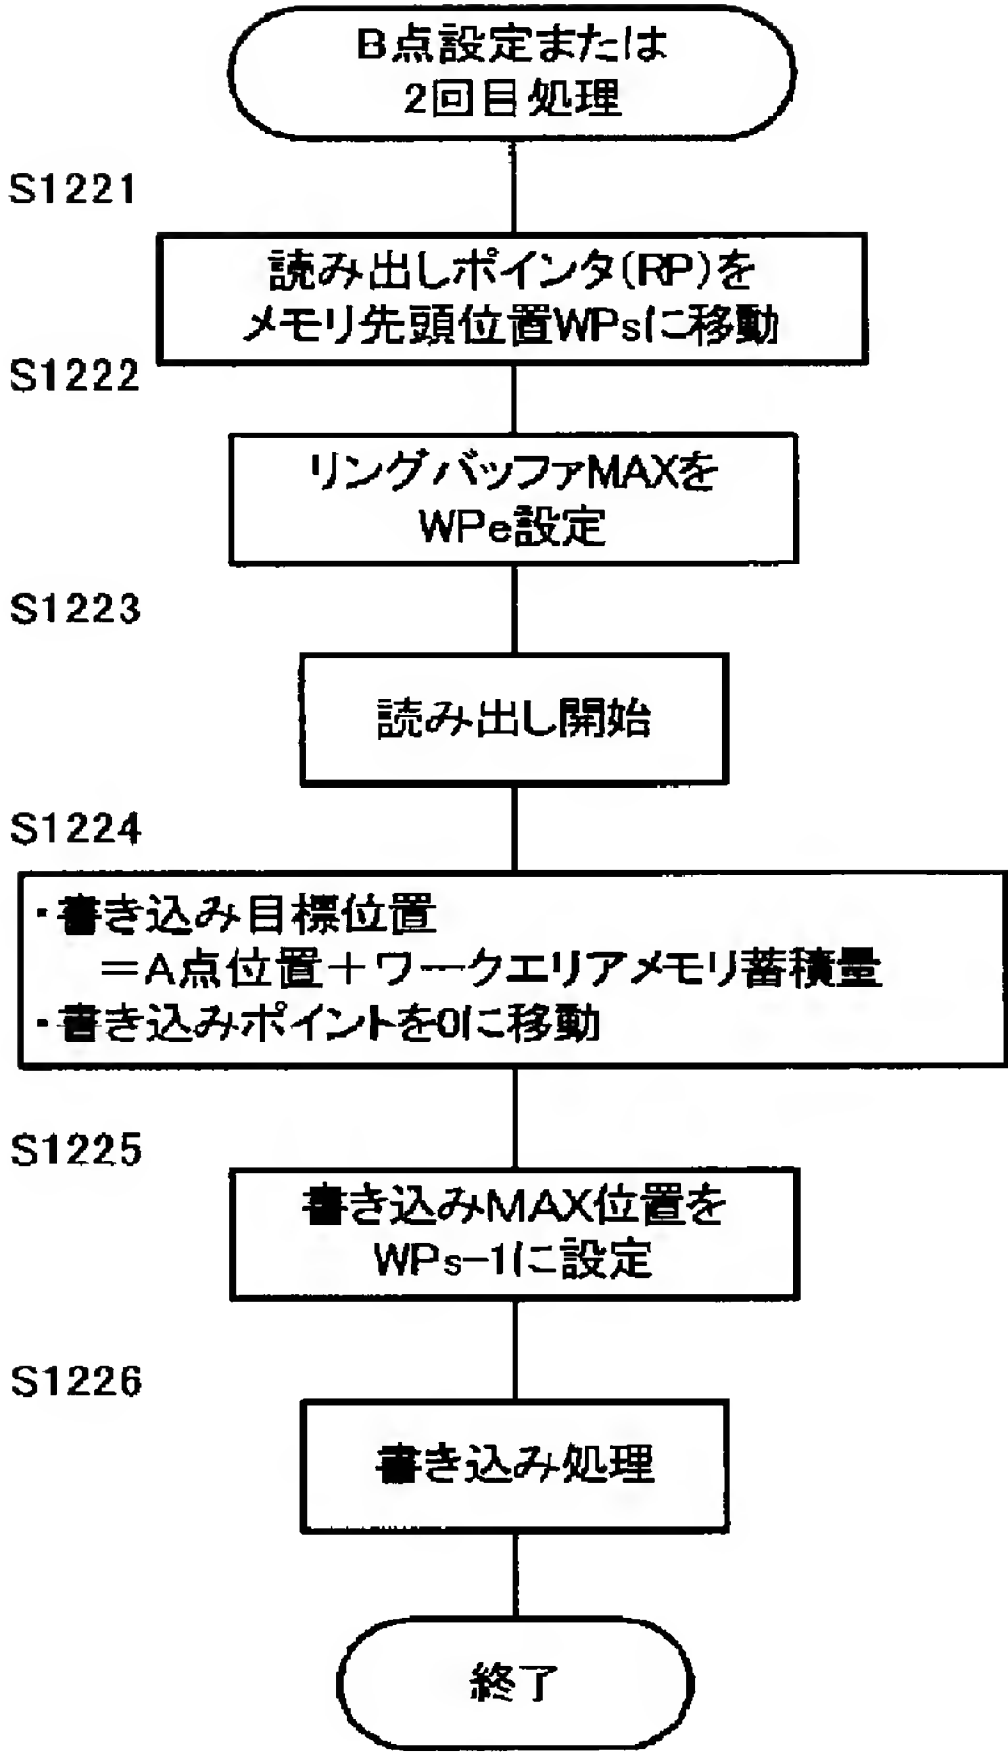 B点設定または
2回目処理
S1221
読み出しポインタ(RP)を
メモリ先頭位置WPsに移動
S1222
リングバッファMAXを
WPe設定
S1223
読み出し開始
S1224
・書き込み目標位置
＝A点位置＋ワークエリアメモリ蓄積量
・書き込みポイントを0に移動
S1225
書き込みMAX位置を
WPs-1に設定
S1226
書き込み処理
終了